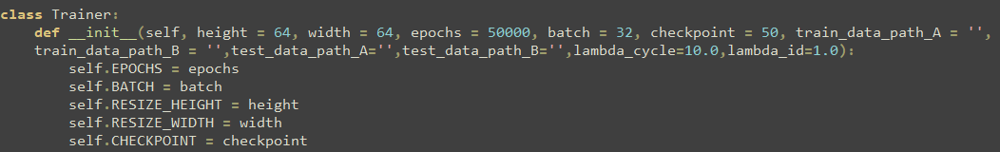 class Trainer:
    def __init__(self, height = 64, width = 64, epochs = 50000, batch = 32, checkpoint = 50, train_data_path_A = '',
    train_data_path_B = '',test_data_path_A='',test_data_path_B='',lambda_cycle=10.0,lambda_id=1.0):
        self.EPOCHS = epochs
        self.BATCH = batch
        self.RESIZE_HEIGHT = height
        self.RESIZE_WIDTH = width
        self.CHECKPOINT = checkpoint